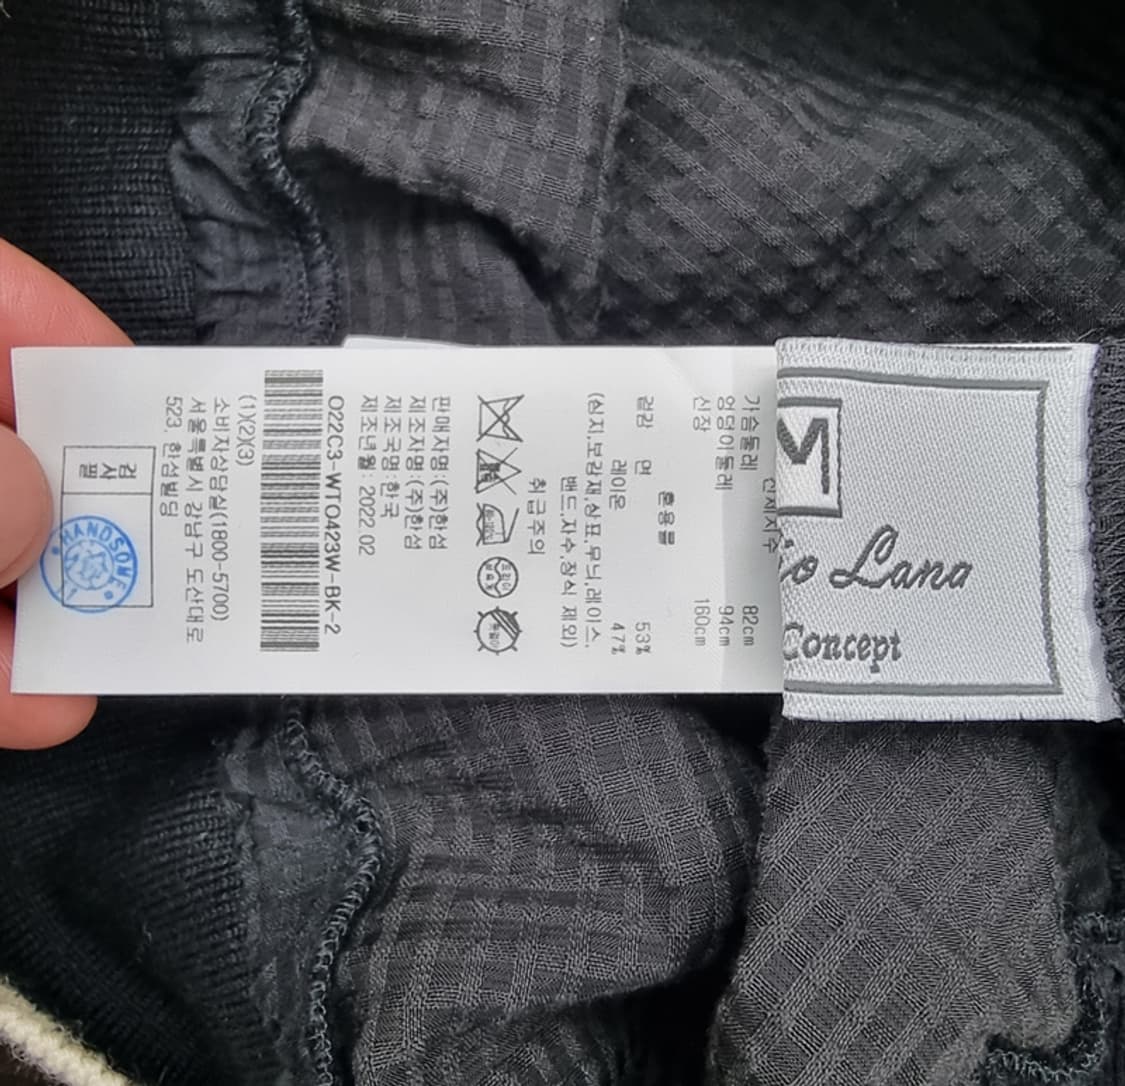 M
io Lana
Concept
신체치수
가슴둘레 82cm
엉덩이둘레 94cm
신장 160cm
혼용률
겉감 면 53%
레이온 47%
(심지,보강재,상표,무늬,레이스,
밴드,자수,장식 제외)
취급주의
드라이
판매자명:(주)한섬
제조자명:(주)한섬
제조국명:한국
제조년월: 2022.02
O22C3-WTO423W-BK-2
(1)(2)(3)
소비자상담실(1800-5700)
서울특별시 강남구 도산대로
523, 한섬빌딩
검사필
HANDSOME